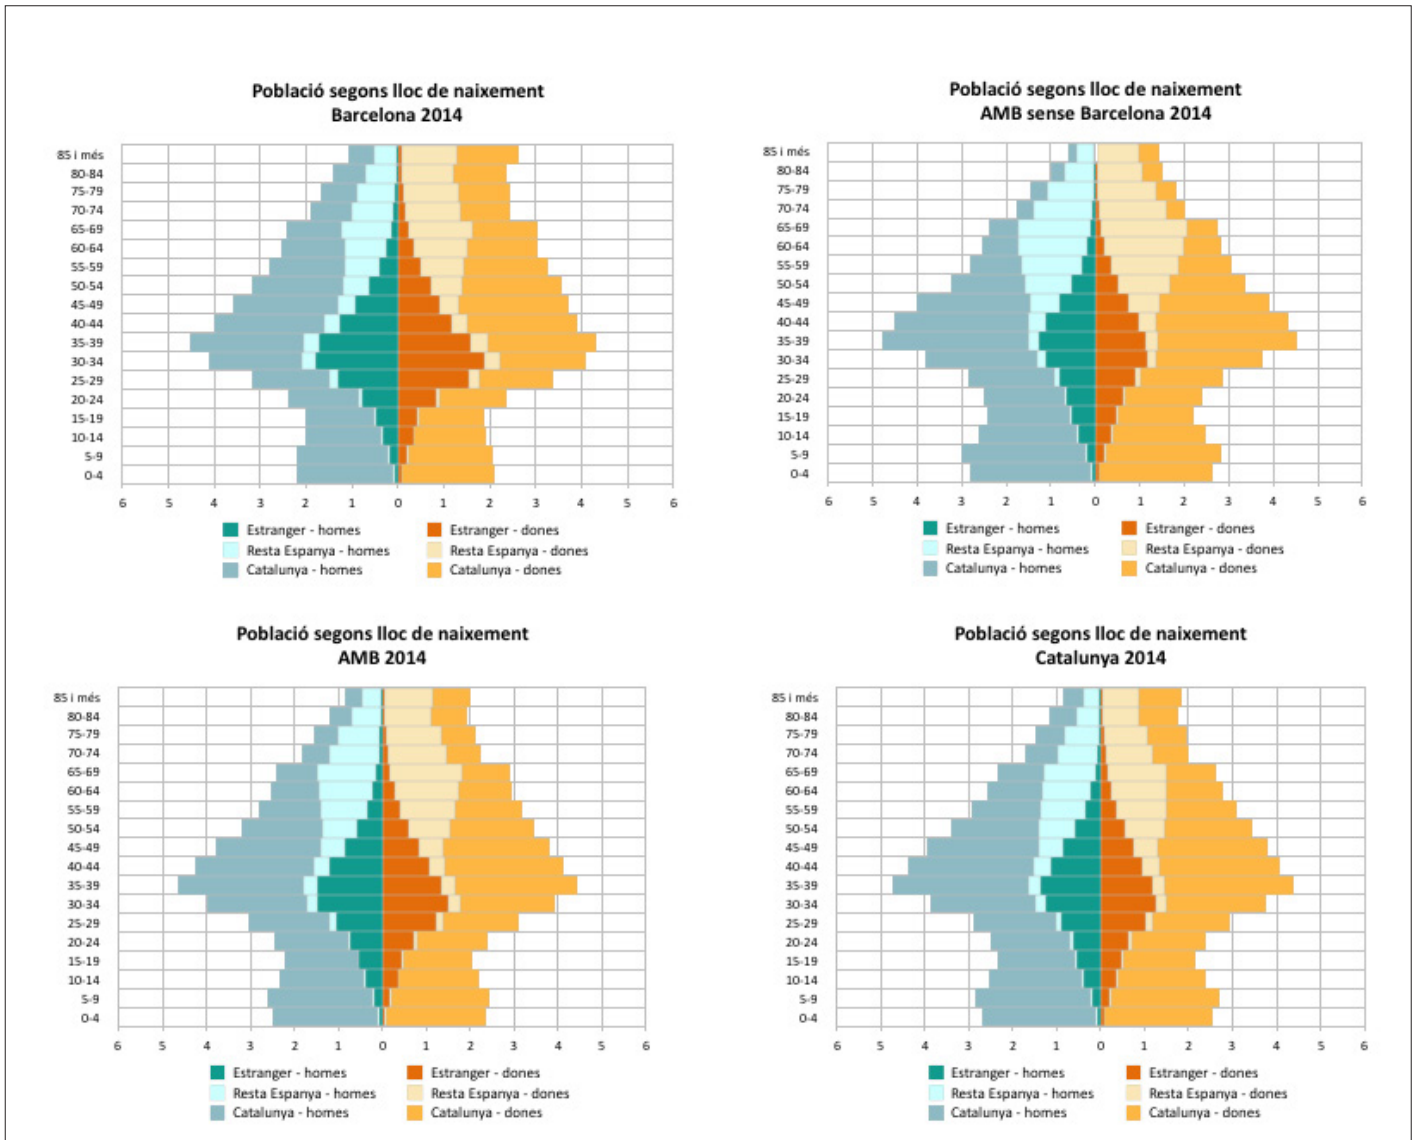 Població segons lloc de naixement
Barcelona 2014
85 i més
80-84
75-79
70-74
65-69
60-64
55-59
50-54
45-49
40-44
35-39
30-34
25-29
20-24
15-19
10-14
5-9
0-4
6 5 4 3 2 1 0 1 2 3 4 5 6
Estranger - homes Estranger - dones
Resta Espanya - homes Resta Espanya - dones
Catalunya - homes Catalunya - dones
Població segons lloc de naixement
AMB sense Barcelona 2014
85 i més
80-84
75-79
70-74
65-69
60-64
55-59
50-54
45-49
40-44
35-39
30-34
25-29
20-24
15-19
10-14
5-9
0-4
6 5 4 3 2 1 0 1 2 3 4 5 6
Estranger - homes Estranger - dones
Resta Espanya - homes Resta Espanya - dones
Catalunya - homes Catalunya - dones
Població segons lloc de naixement
AMB 2014
85 i més
80-84
75-79
70-74
65-69
60-64
55-59
50-54
45-49
40-44
35-39
30-34
25-29
20-24
15-19
10-14
5-9
0-4
6 5 4 3 2 1 0 1 2 3 4 5 6
Estranger - homes Estranger - dones
Resta Espanya - homes Resta Espanya - dones
Catalunya - homes Catalunya - dones
Població segons lloc de naixement
Catalunya 2014
85 i més
80-84
75-79
70-74
65-69
60-64
55-59
50-54
45-49
40-44
35-39
30-34
25-29
20-24
15-19
10-14
5-9
0-4
6 5 4 3 2 1 0 1 2 3 4 5 6
Estranger - homes Estranger - dones
Resta Espanya - homes Resta Espanya - dones
Catalunya - homes Catalunya - dones